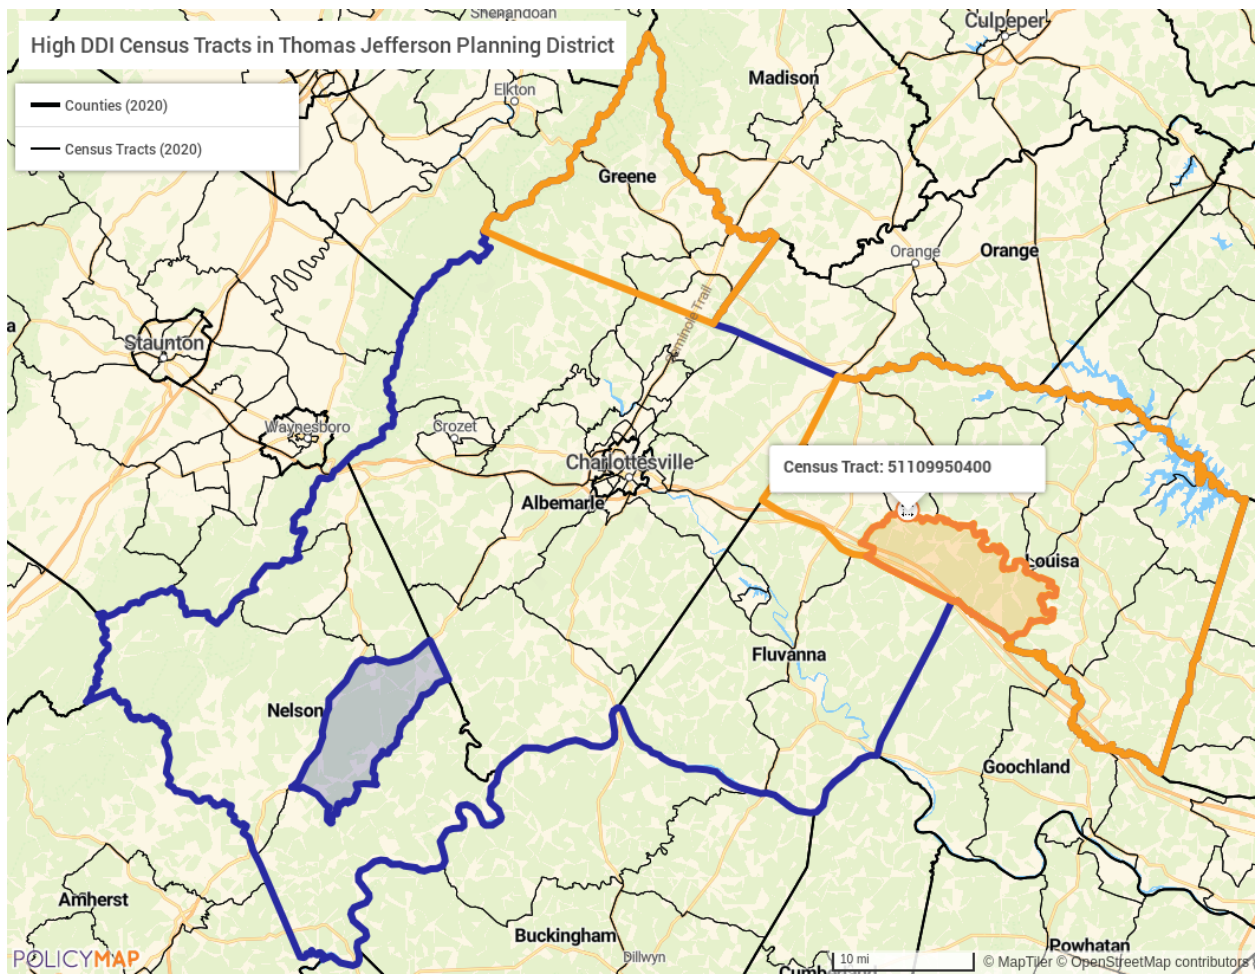 Shenandoah
Culpeper
High DDI Census Tracts in Thomas Jefferson Planning District
Madison
Elkton
Counties (2020)
Census Tracts (2020)
Greene
Orange
Orange
Seminole Trail
a
Staunton
Waynesboro
Crozet
Charlottesville
Census Tract: 51109950400
Albemarle
Louisa
Fluvanna
Nelson
Goochland
Amherst
Buckingham
Powhatan
Dillwyn
POLICYMAP
10 mi
© MapTiler © OpenStreetMap contributors
Cumberland